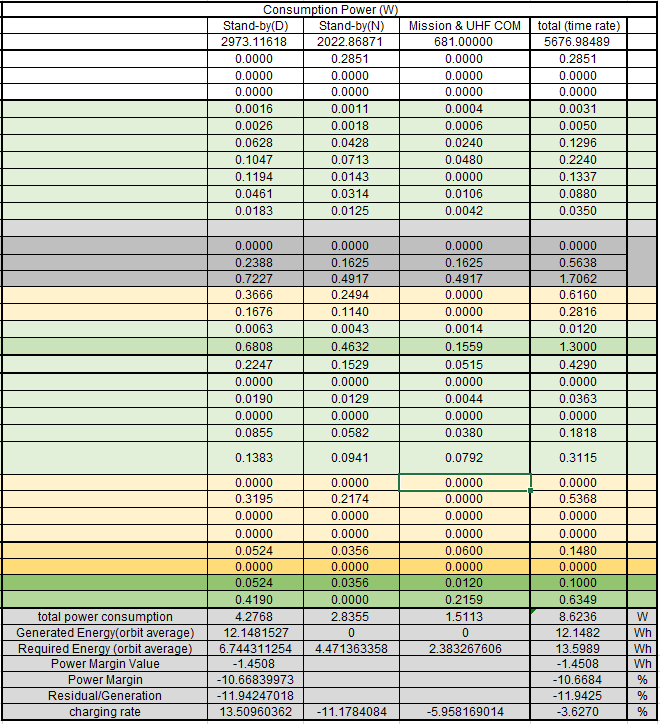 Consumption Power (W)
Stand-by(D) Stand-by(N) Mission & UHF COM total (time rate)
2973.11618 2022.86871 681.00000 5676.98489
0.0000 0.2851 0.0000 0.2851
0.0000 0.0000 0.0000 0.0000
0.0000 0.0000 0.0000 0.0000
0.0016 0.0011 0.0004 0.0031
0.0026 0.0018 0.0006 0.0050
0.0628 0.0428 0.0240 0.1296
0.1047 0.0713 0.0480 0.2240
0.1194 0.0143 0.0000 0.1337
0.0461 0.0314 0.0106 0.0880
0.0183 0.0125 0.0042 0.0350
0.0000 0.0000 0.0000 0.0000
0.2388 0.1625 0.1625 0.5638
0.7227 0.4917 0.4917 1.7062
0.3666 0.2494 0.0000 0.6160
0.1676 0.1140 0.0000 0.2816
0.0063 0.0043 0.0014 0.0120
0.6808 0.4632 0.1559 1.3000
0.2247 0.1529 0.0515 0.4290
0.0000 0.0000 0.0000 0.0000
0.0190 0.0129 0.0044 0.0363
0.0000 0.0000 0.0000 0.0000
0.0855 0.0582 0.0380 0.1818
0.1383 0.0941 0.0792 0.3115
0.0000 0.0000 0.0000 0.0000
0.3195 0.2174 0.0000 0.5368
0.0000 0.0000 0.0000 0.0000
0.0000 0.0000 0.0000 0.0000
0.0524 0.0356 0.0600 0.1480
0.0000 0.0000 0.0000 0.0000
0.0524 0.0356 0.0120 0.1000
0.4190 0.0000 0.2159 0.6349
total power consumption 4.2768 2.8355 1.5113 8.6236 W
Generated Energy(orbit average) 12.1481527 0 0 12.1482 Wh
Required Energy (orbit average) 6.744311254 4.471363358 2.383267606 13.5989 Wh
Power Margin Value -1.4508 -1.4508 Wh
Power Margin -10.66839973 -10.6684 %
Residual/Generation -11.94247018 -11.9425 %
charging rate 13.50960362 -11.1784084 -5.958169014 -3.6270 %